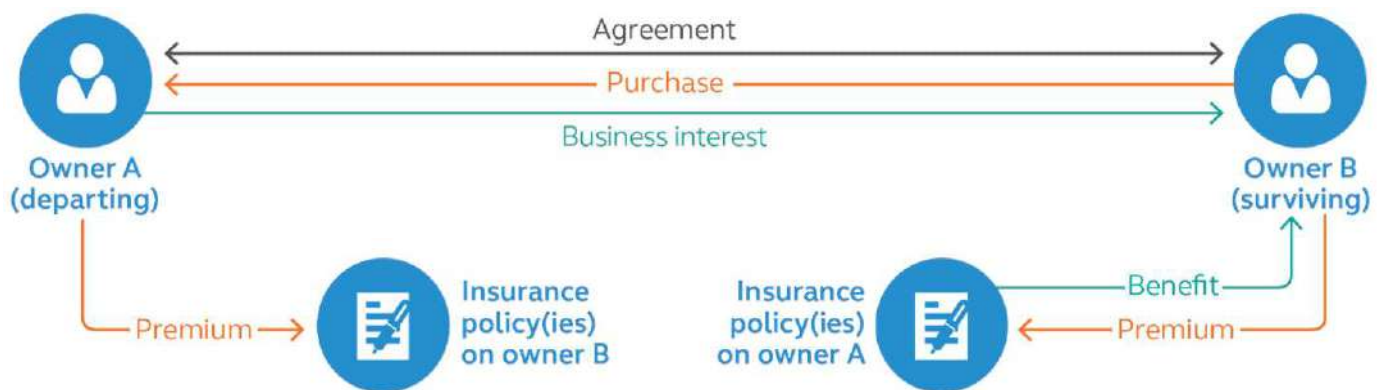 Agreement
Purchase
Business interest
Owner A
(departing)
Owner B
(surviving)
Premium
Insurance
policy(ies)
on owner B
Insurance
policy(ies)
on owner A
Benefit
Premium